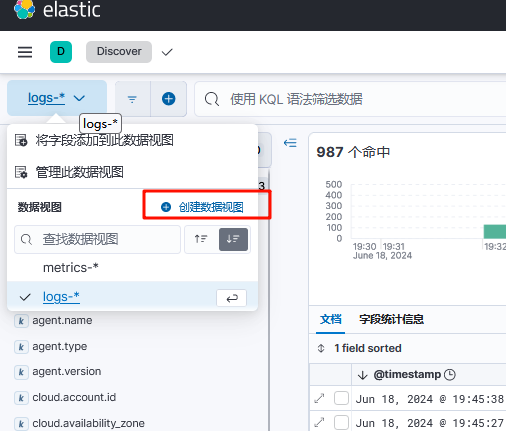 elastic
D Discover
logs-*
使用 KQL 语法筛选数据
logs-*
将字段添加到此数据视图
管理此数据视图
数据视图 创建数据视图
查找数据视图
metrics-*
logs-*
agent.name
agent.type
agent.version
cloud.account.id
cloud.availability_zone
0
3
987 个命中
500
400
300
200
100
0
19:30 19:31 19:32
June 18, 2024
文档 字段统计信息
1 field sorted
@timestamp
Jun 18, 2024 @ 19:45:38
Jun 18, 2024 @ 19:45:27